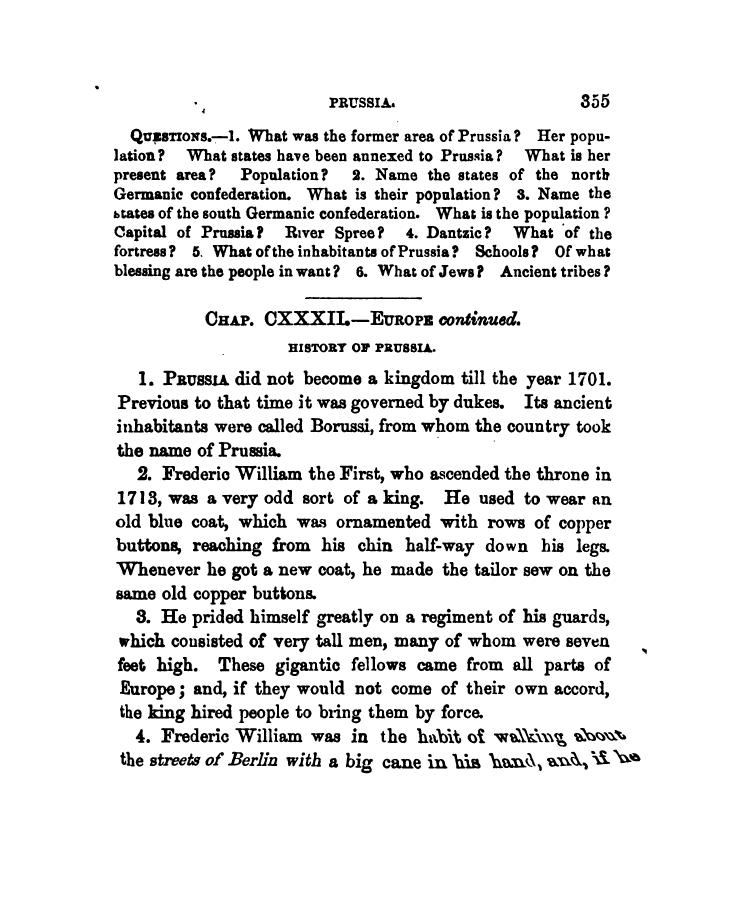 PRUSSIA. 355
QUESTIONS.—1. What was the former area of Prussia? Her popu-
lation? What states have been annexed to Prussia? What is her
present area? Population? 2. Name the states of the north
Germanic confederation. What is their population? 3. Name the
states of the south Germanic confederation. What is the population?
Capital of Prussia? River Spree? 4. Dantzic? What of the
fortress? 5. What of the inhabitants of Prussia? Schools? Of what
blessing are the people in want? 6. What of Jews? Ancient tribes?
CHAP. CXXXII.—EUROPE continued.
HISTORY OF PRUSSIA.
1. PRUSSIA did not become a kingdom till the year 1701.
Previous to that time it was governed by dukes. Its ancient
inhabitants were called Borussi, from whom the country took
the name of Prussia.
2. Frederic William the First, who ascended the throne in
1713, was a very odd sort of a king. He used to wear an
old blue coat, which was ornamented with rows of copper
buttons, reaching from his chin half-way down his legs.
Whenever he got a new coat, he made the tailor sew on the
same old copper buttons.
3. He prided himself greatly on a regiment of his guards,
which consisted of very tall men, many of whom were seven
feet high. These gigantic fellows came from all parts of
Europe; and, if they would not come of their own accord,
the king hired people to bring them by force.
4. Frederic William was in the habit of walking about
the streets of Berlin with a big cane in his hand, and, if he